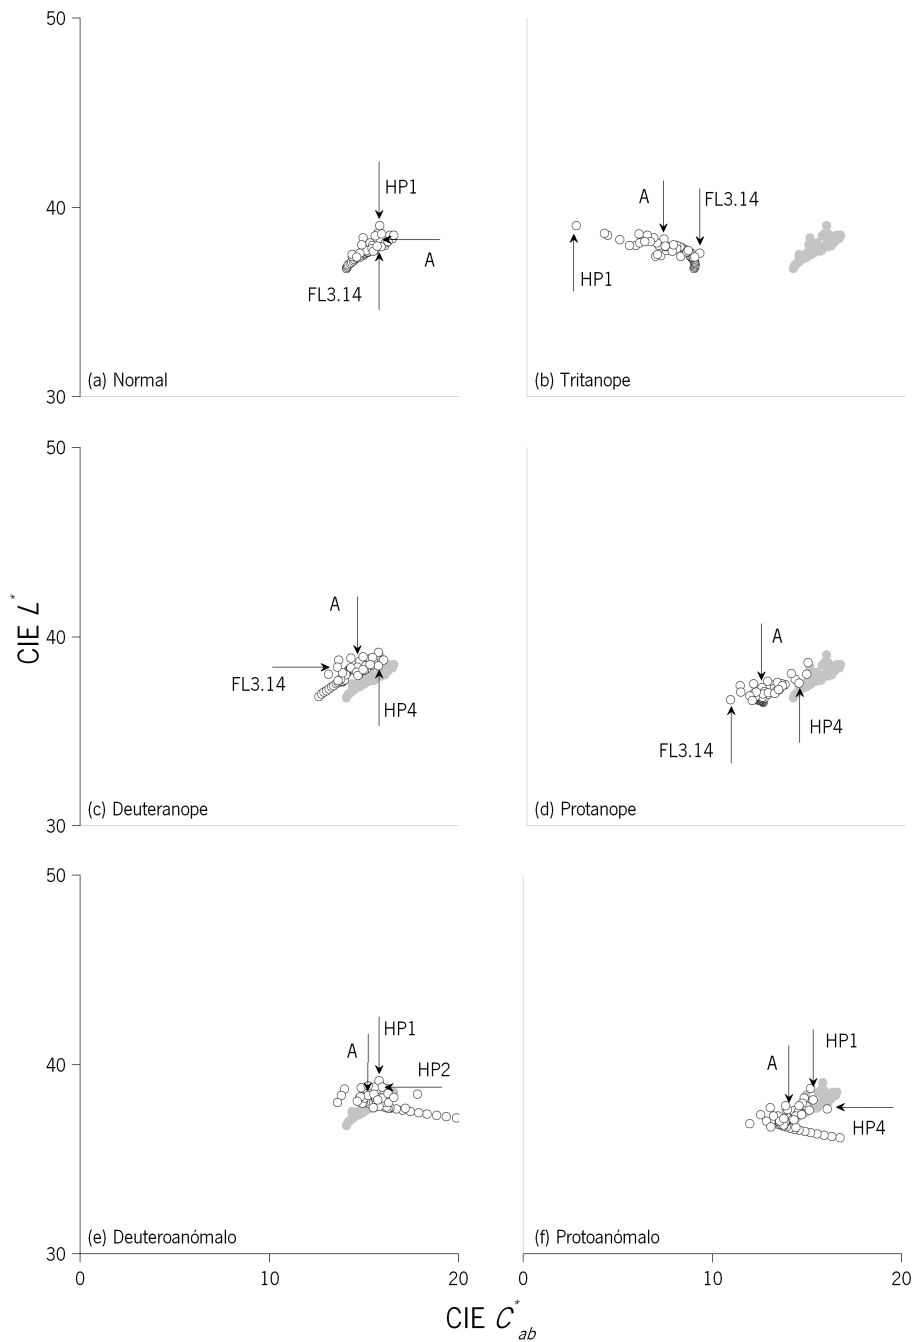 50
40
30
HP1
A
FL3.14
(a) Normal
A
FL3.14
HP1
(b) Tritanope
50
40
30
A
FL3.14
HP4
(c) Deuteranope
A
FL3.14
HP4
(d) Protanope
CIE L*
50
40
30
HP1
A
HP2
(e) Deuteroanómalo
HP1
A
HP4
(f) Protoanómalo
0 10 20
0 10 20
CIE C*ab